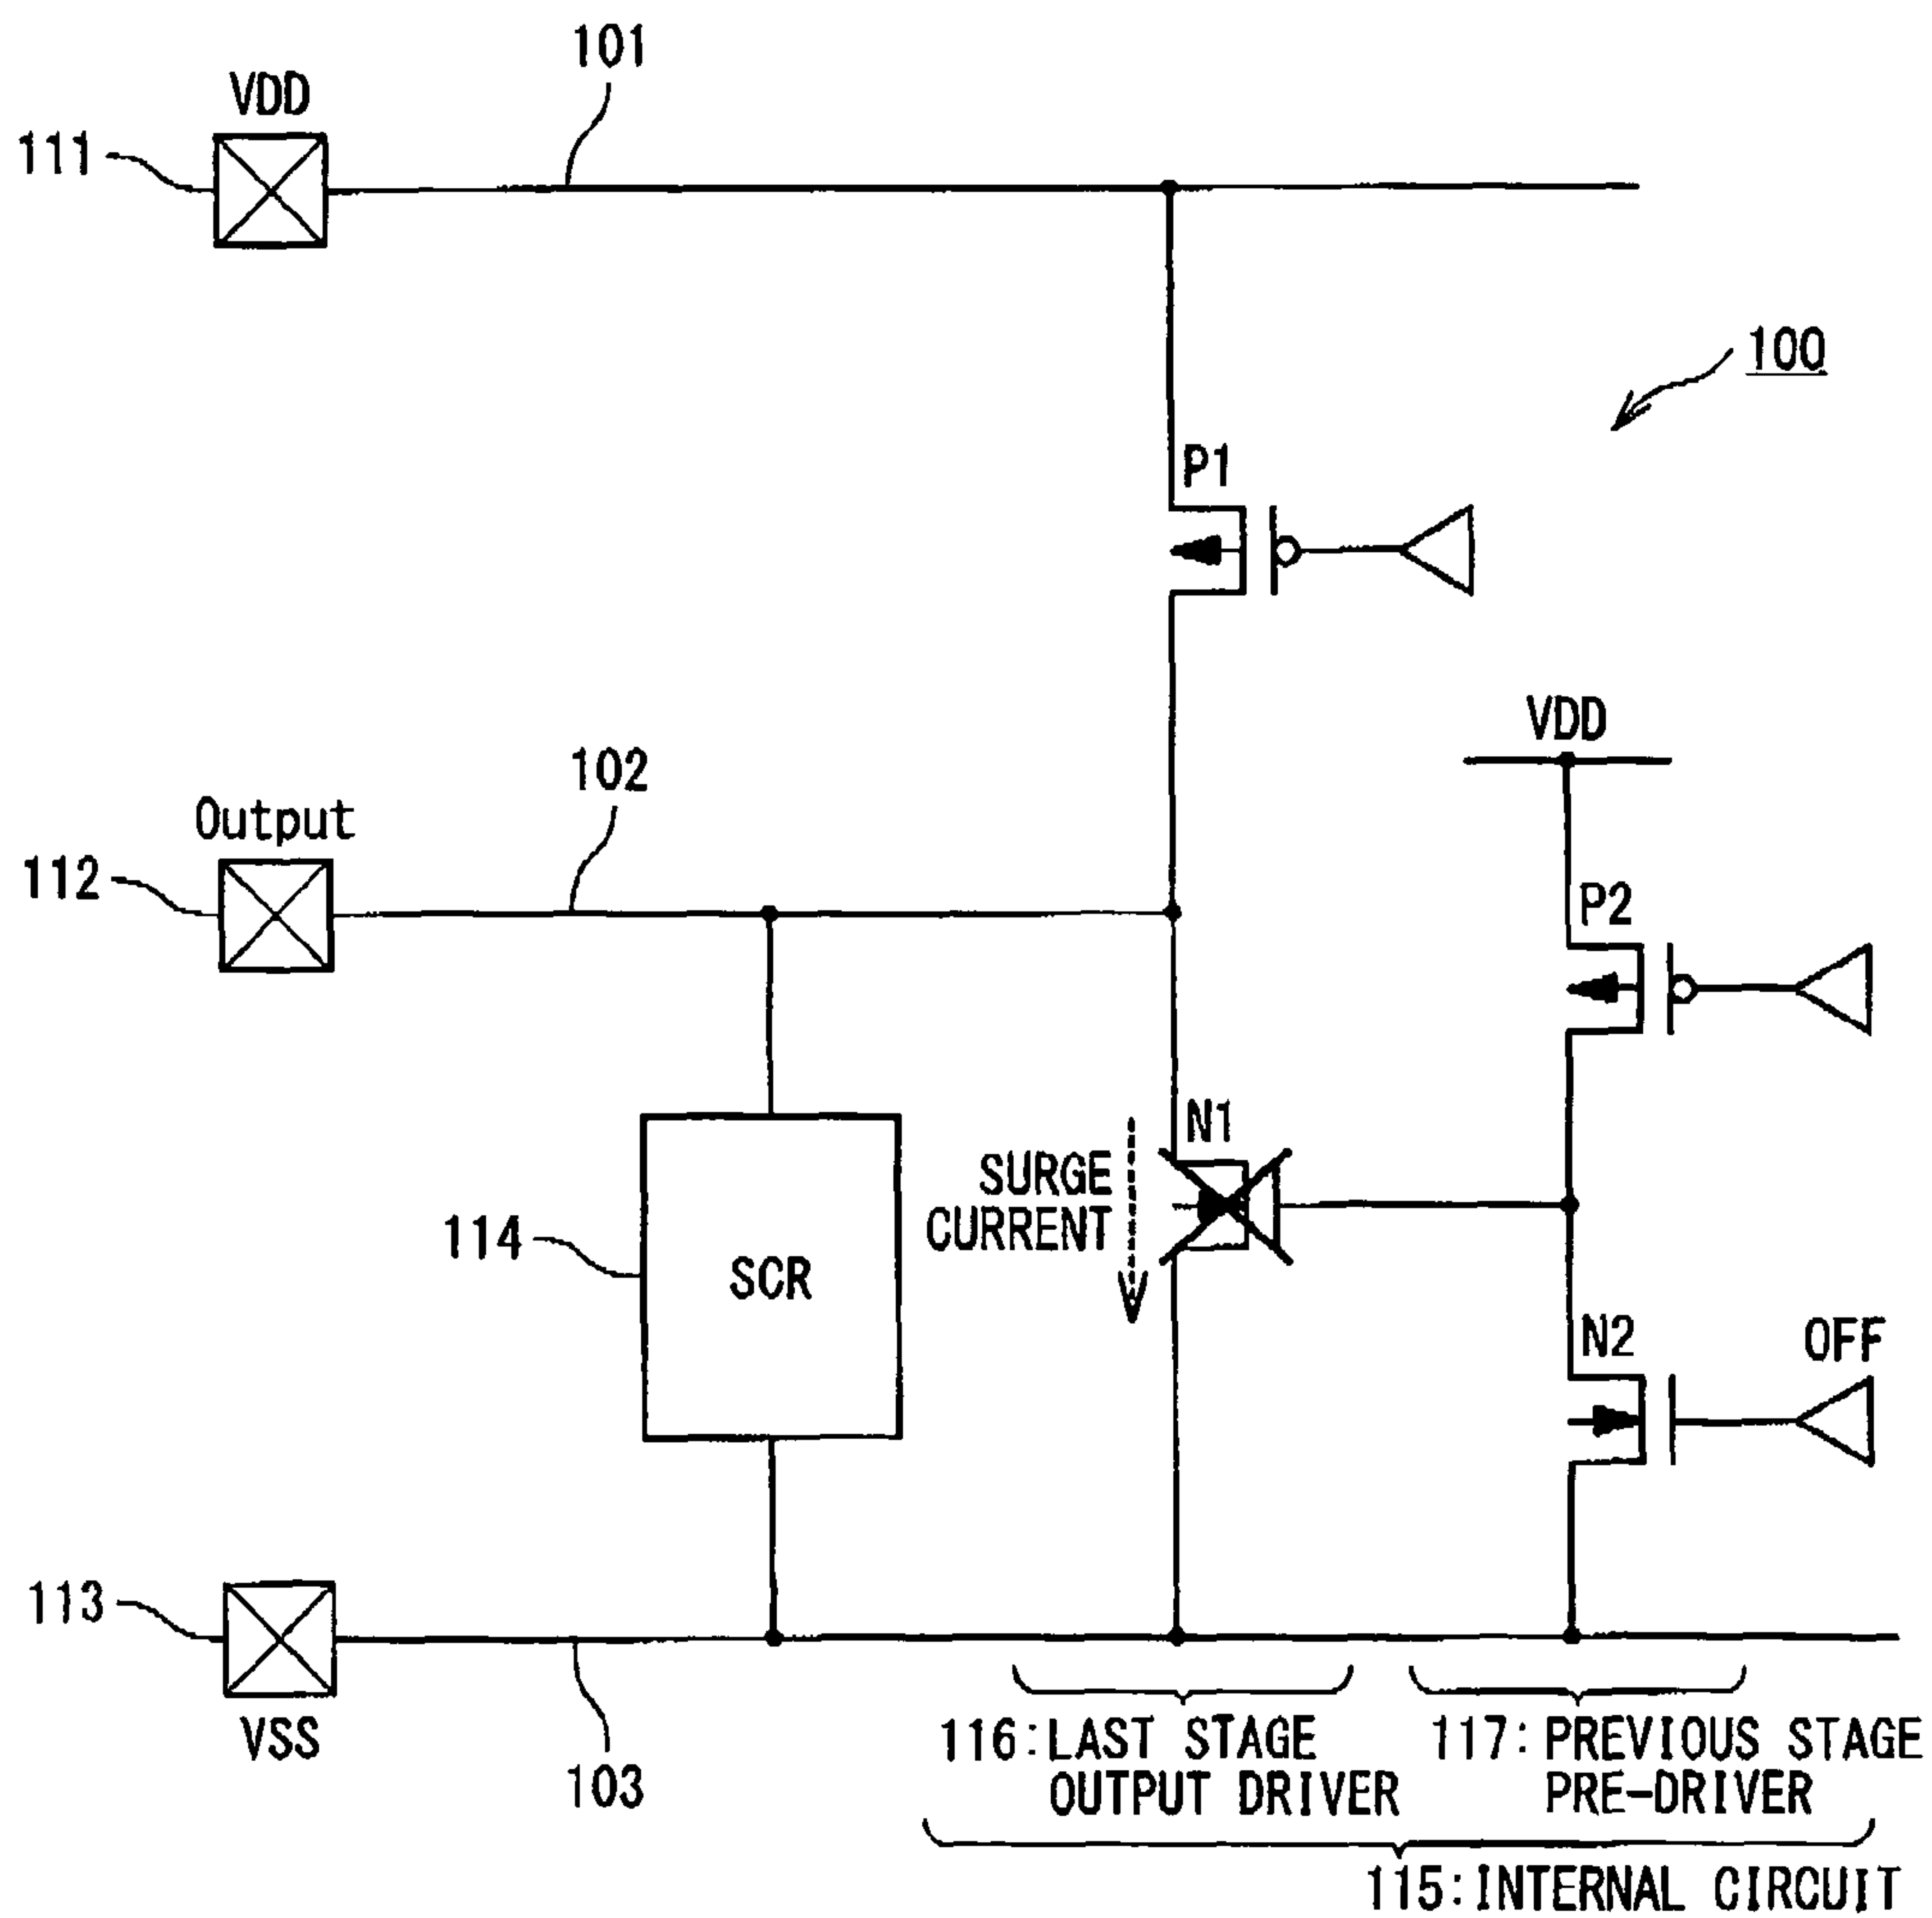 101
VDD
111
100
P1
VDD
102
Output
112
P2
N1
SURGE
CURRENT
114
SCR
N2
OFF
113
VSS
103
116:LAST STAGE
OUTPUT DRIVER
117:PREVIOUS STAGE
PRE-DRIVER
115:INTERNAL CIRCUIT